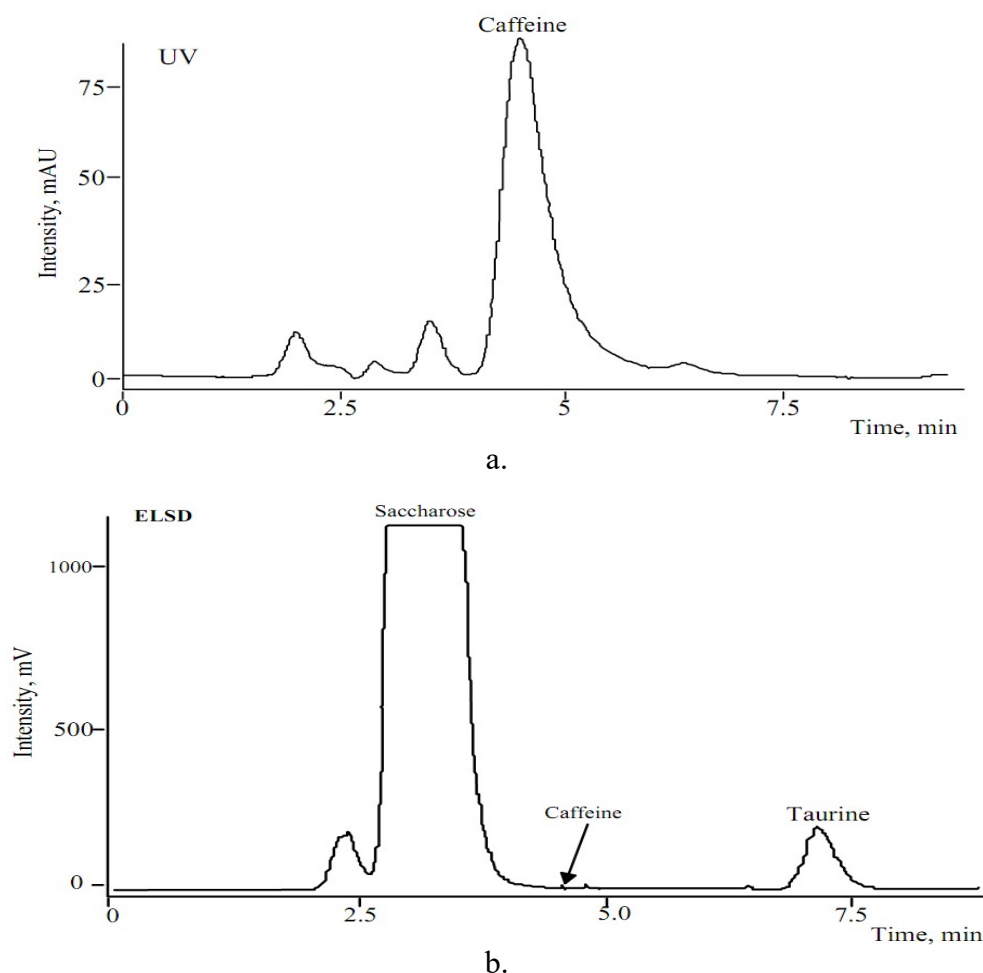 Caffeine
UV
75
50
25
0
Intensity, mAU
0 2.5 5 7.5
Time, min
a.
ELSD
Saccharose
1000
500
0
Intensity, mV
Caffeine
Taurine
0 2.5 5.0 7.5
Time, min
b.